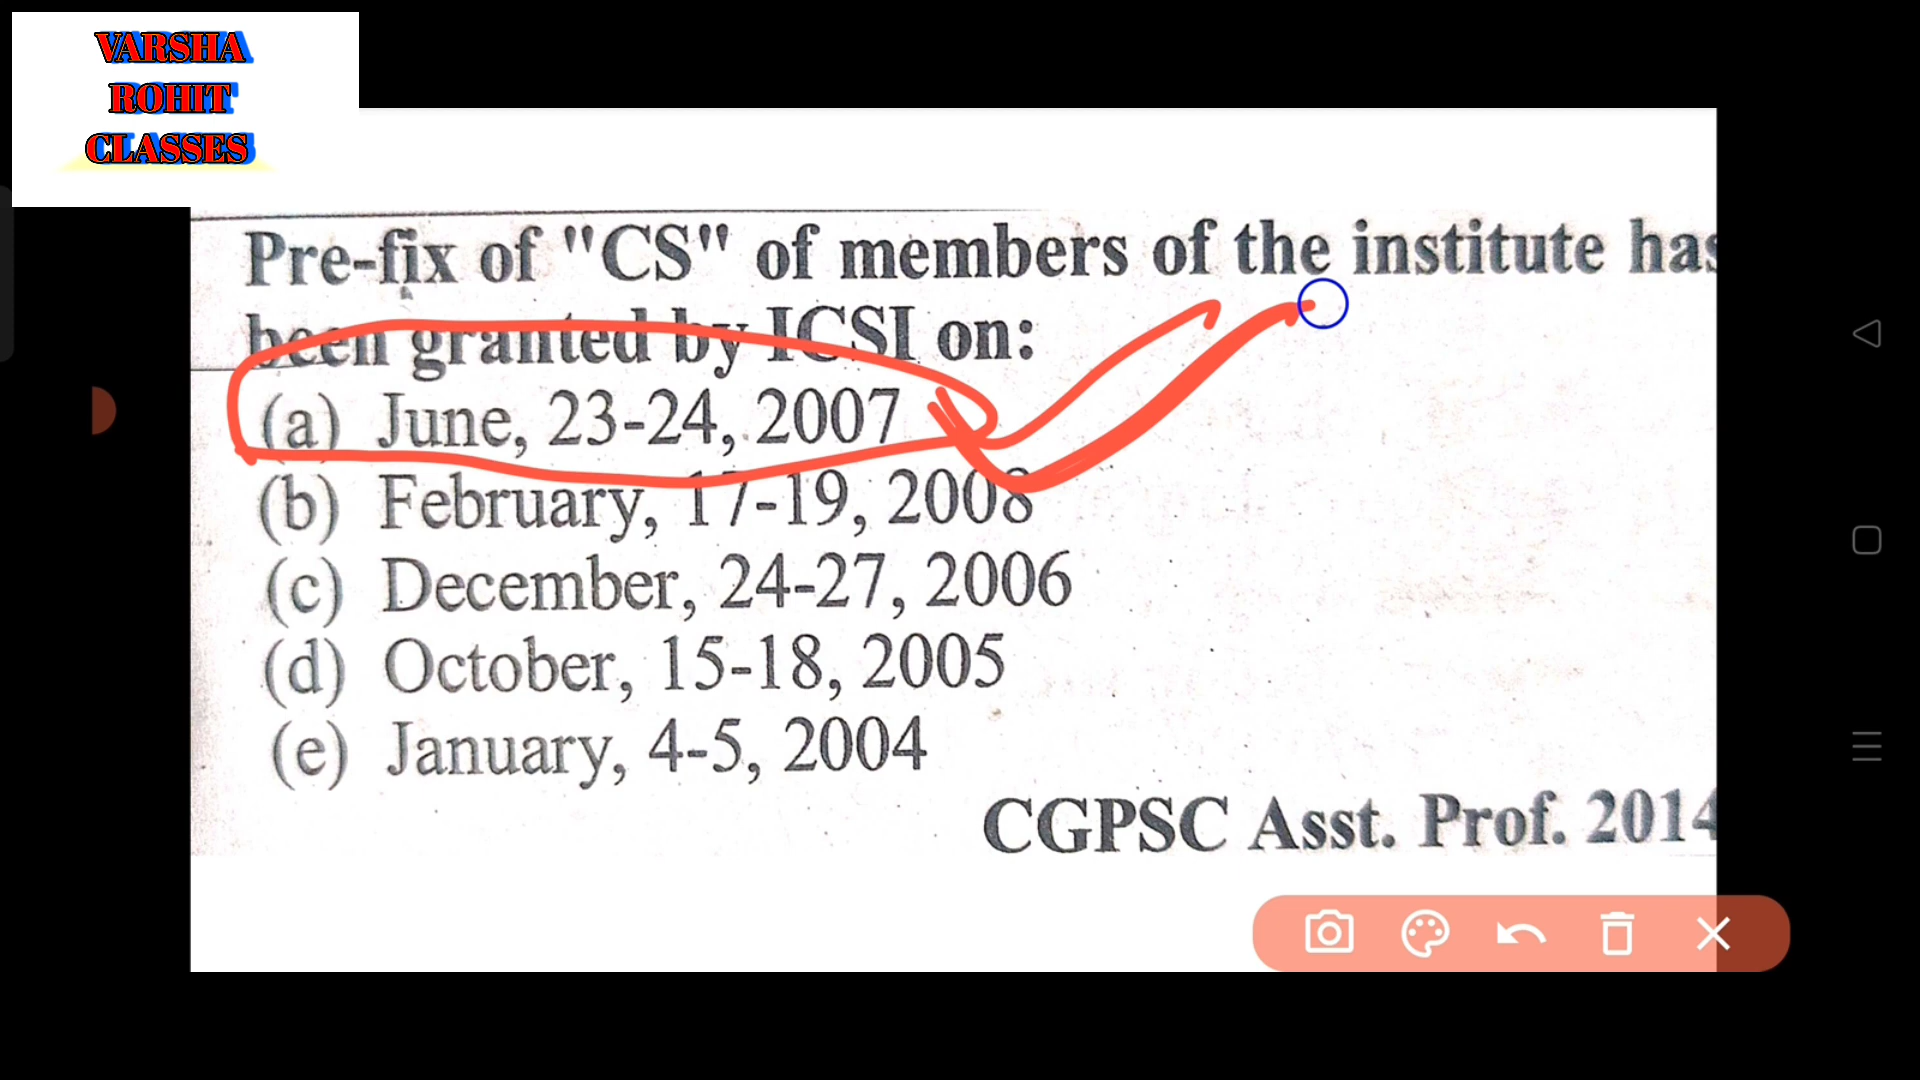 VARSHA
ROHIT
CLASSES
Pre-fix of "CS" of members of the institute has
been granted by ICSI on:
(a) June, 23-24, 2007
(b) February, 17-19, 2008
(c) December, 24-27, 2006
(d) October, 15-18, 2005
(e) January, 4-5, 2004
CGPSC Asst. Prof. 2014